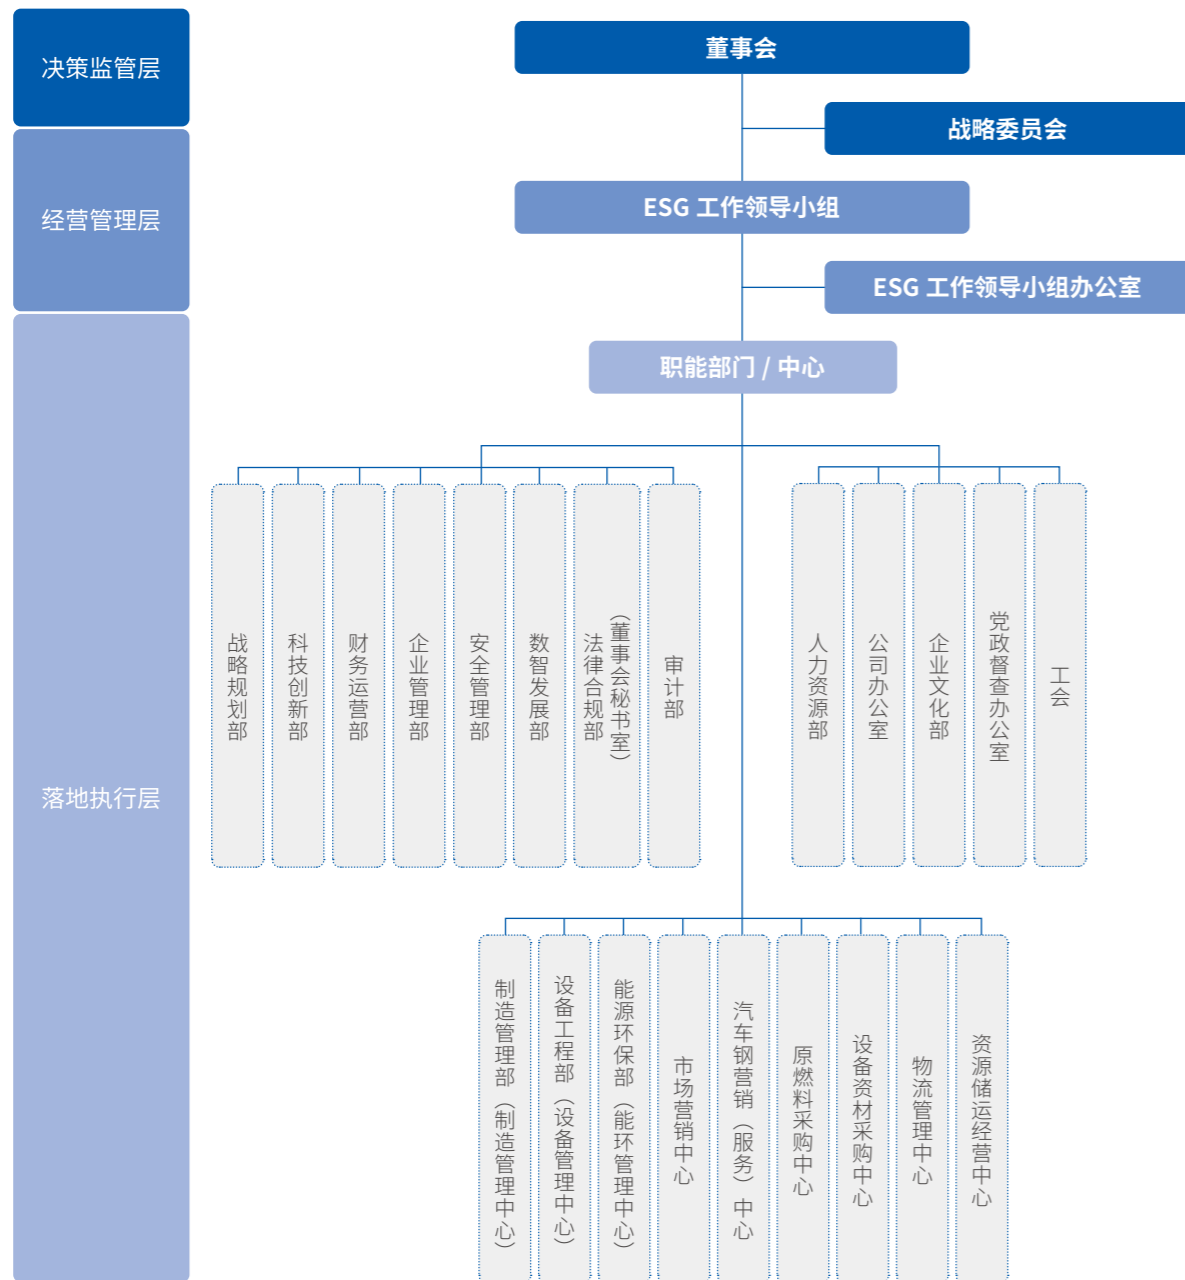 决策监管层
董事会
战略委员会
经营管理层
ESG 工作领导小组
ESG 工作领导小组办公室
落地执行层
职能部门 / 中心
战略规划部
科技创新部
财务运营部
企业管理部
安全管理部
数智发展部
法律合规部
（董事会秘书室）
审计部
人力资源部
公司办公室
企业文化部
党政督查办公室
工会
制造管理部（制造管理中心）
设备工程部（设备管理中心）
能源环保部（能环管理中心）
市场营销中心
汽车钢营销（服务）中心
原燃料采购中心
设备资材采购中心
物流管理中心
资源储运经营中心